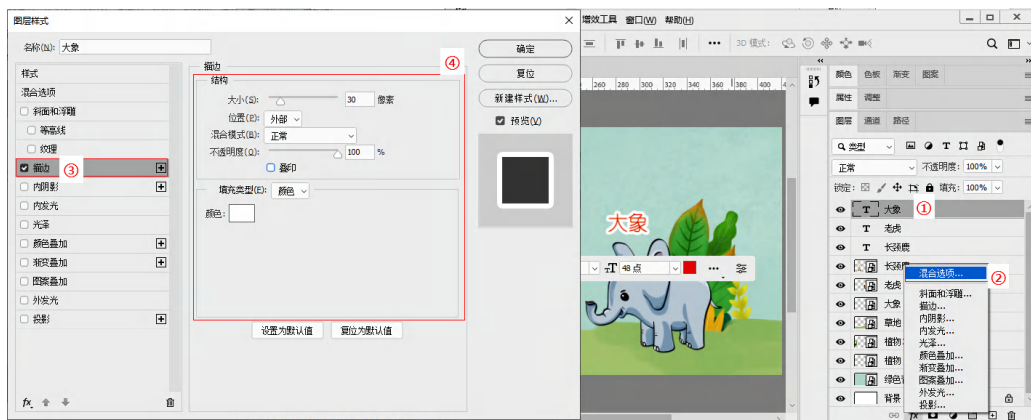 图层样式
名称(N): 大象
样式
混合选项
斜面和浮雕
等高线
纹理
描边 ③
内阴影
内发光
光泽
颜色叠加
渐变叠加
图案叠加
外发光
投影
fx
④
描边
结构
大小(S): 30 像素
位置(P): 外部
混合模式(B): 正常
不透明度(O): 100 %
叠印
填充类型(F): 颜色
颜色:
设置为默认值 复位为默认值
确定
复位
新建样式(W)...
预览(V)
增效工具 窗口(W) 帮助(H)
3D 模式:
260 280 300 320 340 360 380 400
大象
T 48 点
颜色 色板 渐变 图案
属性 调整
图层 通道 路径
类型
正常 不透明度: 100%
锁定: 填充: 100%
T 大象 ①
T 老虎
T 长颈鹿
长颈鹿
老虎
大象
草地
植物
植物
绿色
背景
②
混合选项...
斜面和浮雕...
描边...
内阴影...
内发光...
光泽...
颜色叠加...
渐变叠加...
图案叠加...
外发光...
投影...
fx